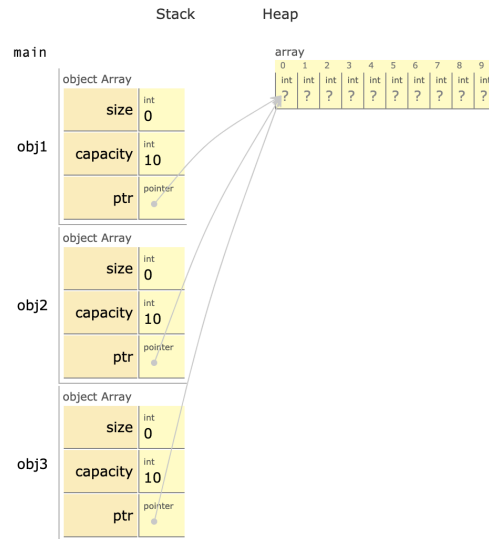 Stack Heap
main
array
0 1 2 3 4 5 6 7 8 9
int int int int int int int int int int
? ? ? ? ? ? ? ? ? ?
object Array
size int 0
obj1
capacity int 10
ptr pointer
object Array
size int 0
obj2
capacity int 10
ptr pointer
object Array
size int 0
obj3
capacity int 10
ptr pointer